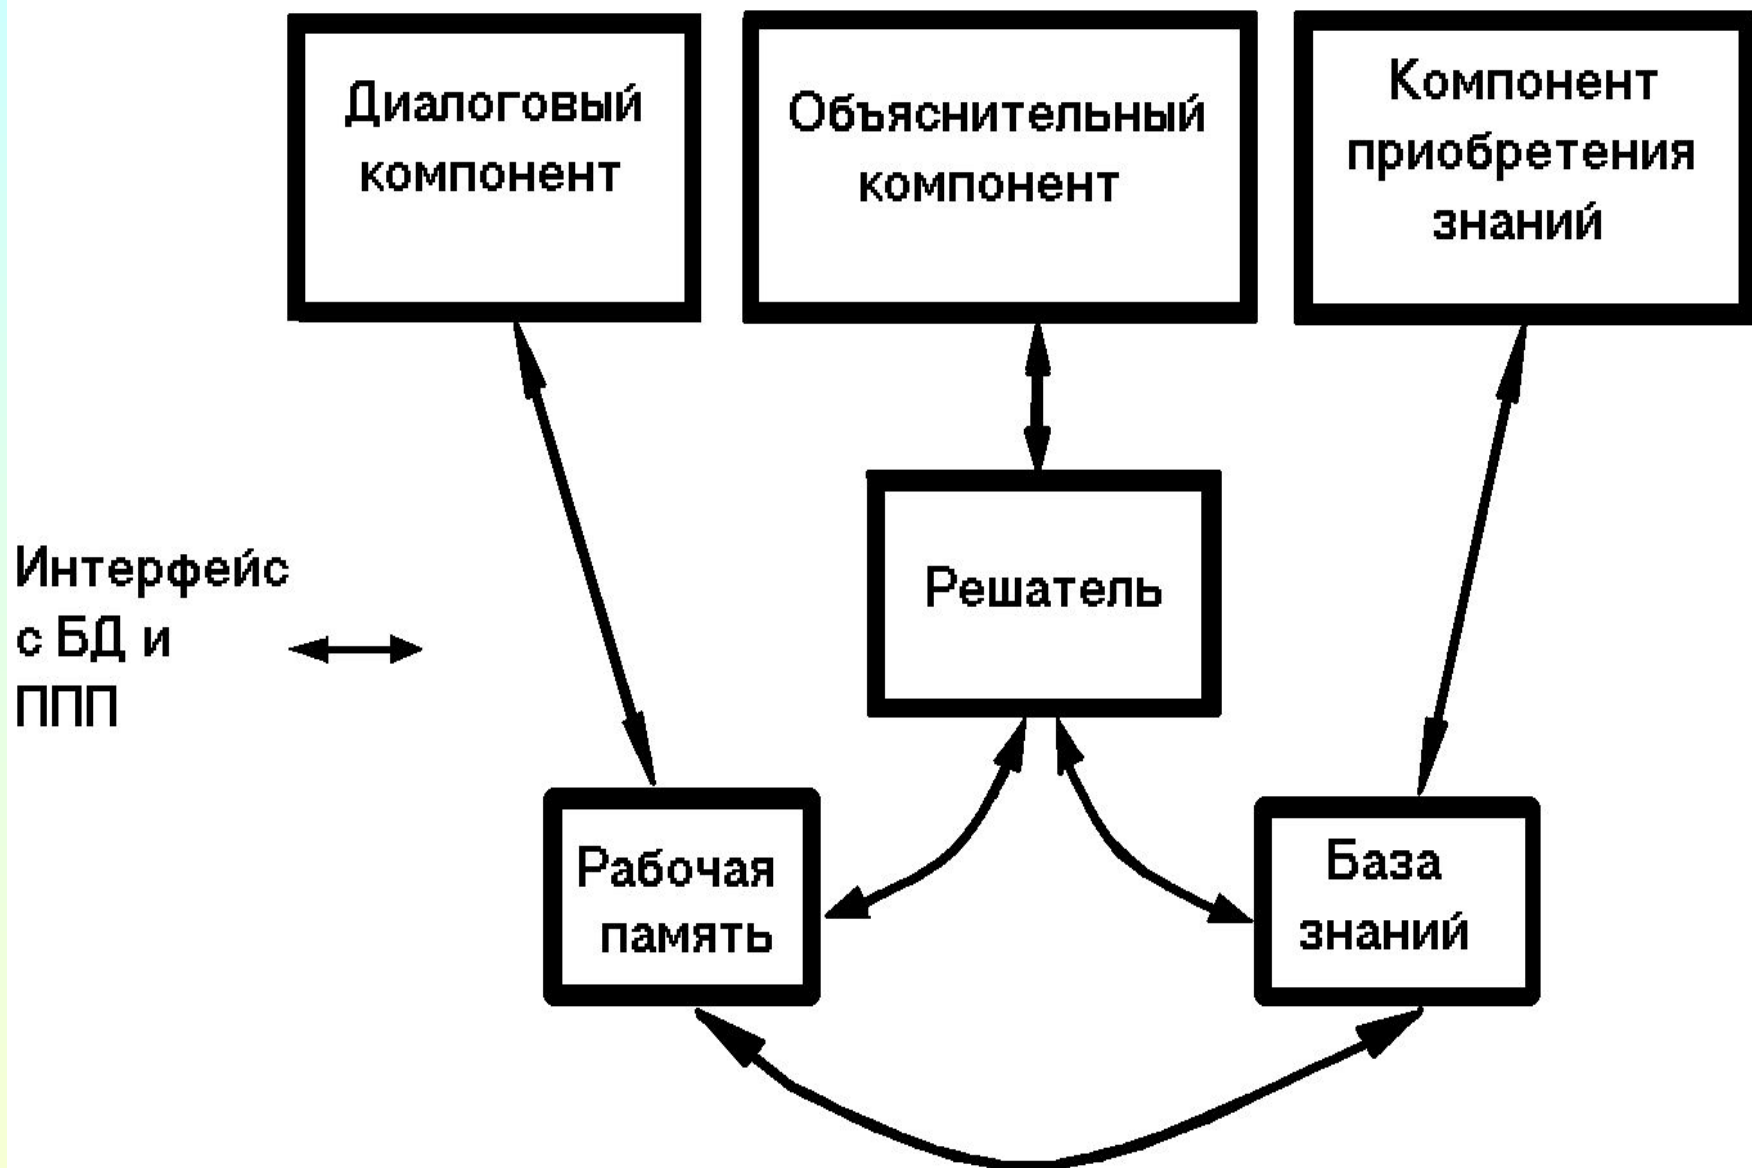 Диалоговый
компонент
Объяснительный
компонент
Компонент
приобретения
знаний
Интерфейс
с БД и
ППП
Решатель
Рабочая
память
База
знаний